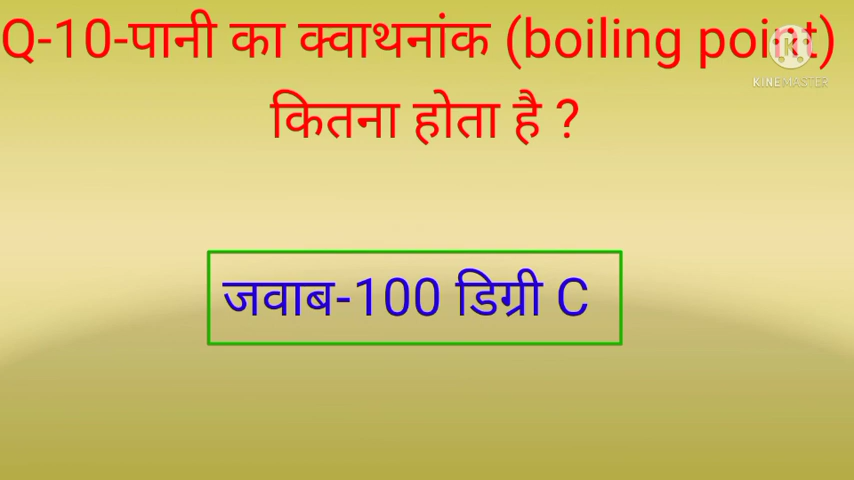 Q-10-पानी का क्वाथनांक (boiling point)
KINEMASTER
कितना होता है ?
जवाब-100 डिग्री C